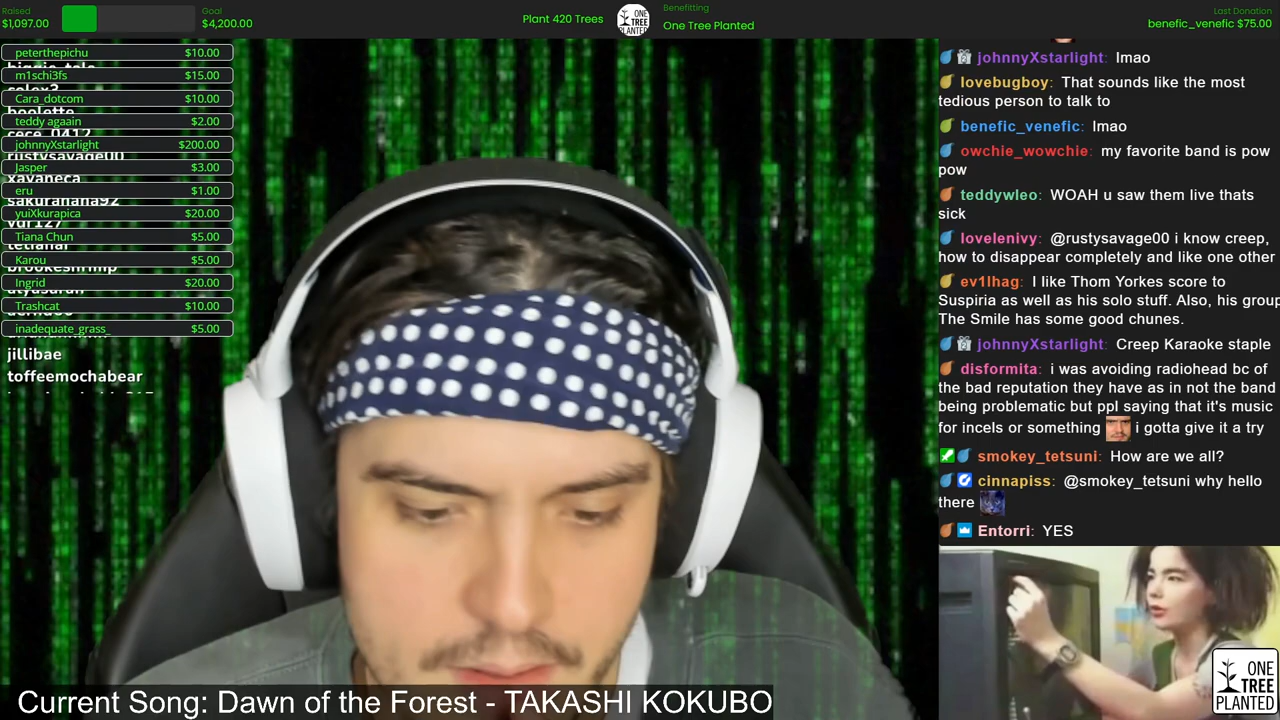 Raised
$1,097.00
Goal
$4,200.00
Plant 420 Trees
ONE
TREE
PLANTED
Benefitting
One Tree Planted
Last Donation
benefic_venefic $75.00
peterthepichu $10.00
m1schi3fs $15.00
Cara_dotcom $10.00
teddy agaain $2.00
cece_0412
johnnyXstarlight $200.00
rustysavage00
Jasper $3.00
xavaneca
eru $1.00
sakuranana92
yuiXkurapica $20.00
Tiana Chun $5.00
Karou $5.00
brookeshrimp
Ingrid $20.00
Trashcat $10.00
inadequate_grass_ $5.00
jillibae
toffeemochabear
johnnyXstarlight: lmao
lovebugboy: That sounds like the most
tedious person to talk to
benefic_venefic: lmao
owchie_wowchie: my favorite band is pow
pow
teddywleo: WOAH u saw them live thats
sick
lovelenivy: @rustysavage00 i know creep,
how to disappear completely and like one other
ev1lhag: I like Thom Yorkes score to
Suspiria as well as his solo stuff. Also, his group
The Smile has some good chunes.
johnnyXstarlight: Creep Karaoke staple
disformita: i was avoiding radiohead bc of
the bad reputation they have as in not the band
being problematic but ppl saying that it's music
for incels or something i gotta give it a try
smokey_tetsuni: How are we all?
cinnapiss: @smokey_tetsuni why hello
there
Entorri: YES
ONE
TREE
PLANTED
Current Song: Dawn of the Forest - TAKASHI KOKUBO